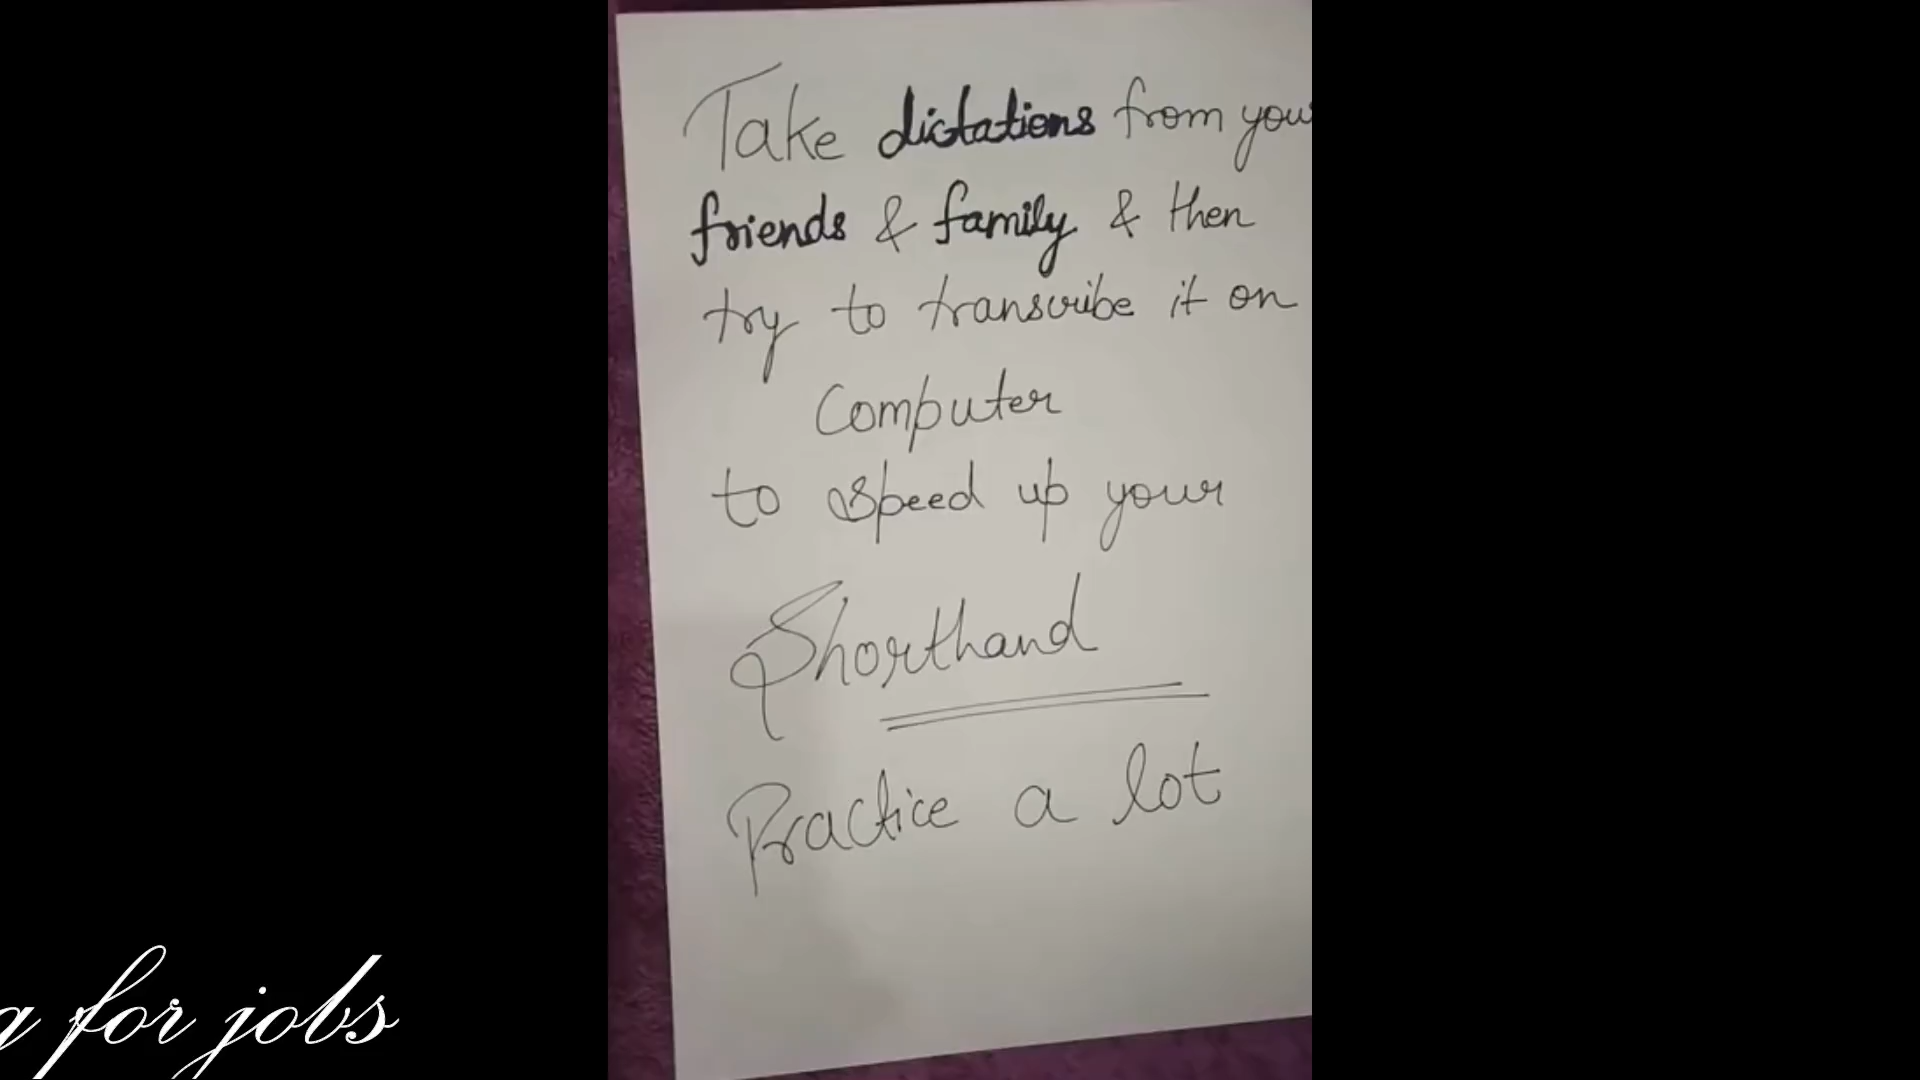 Take dictations from you
friends & family & then
try to transcribe it on
Computer
to speed up your
Shorthand
Practice a lot
g for jobs